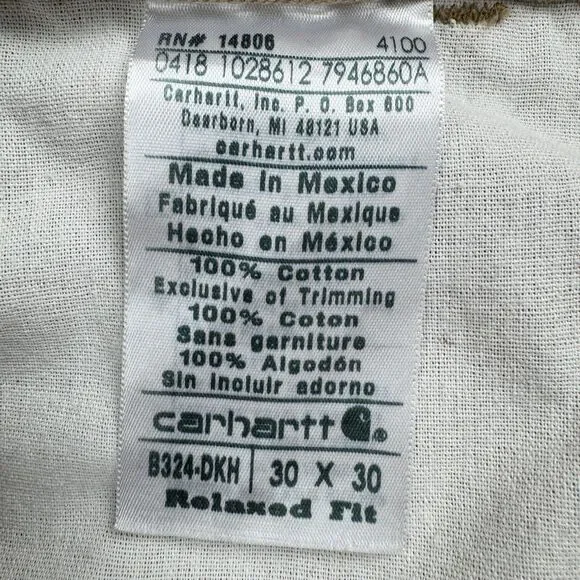 RN# 14806 4100
0418 1028612 7946860A
Carhartt, Inc. P. O. Box 600
Dearborn, MI 48121 USA
carhartt.com
Made in Mexico
Fabriqué au Mexique
Hecho en México
100% Cotton
Exclusive of Trimming
100% Coton
Sans garniture
100% Algodón
Sin incluir adorno
carhartt ®
B324-DKH 30 X 30
Relaxed Fit